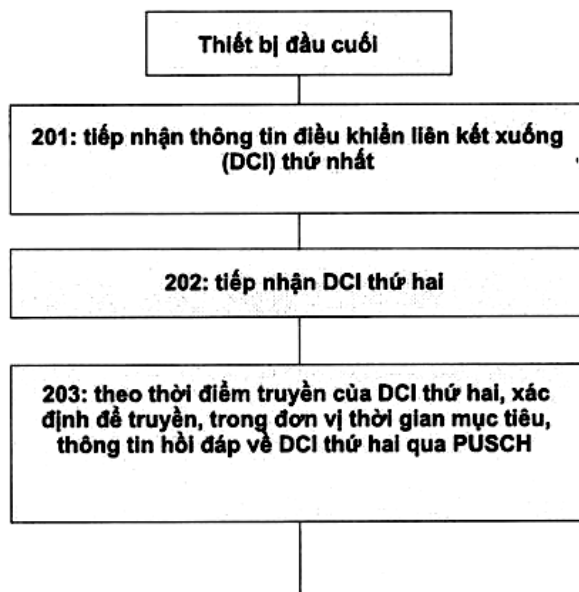 Thiết bị đầu cuối
201: tiếp nhận thông tin điều khiển liên kết xuống
(DCI) thứ nhất
202: tiếp nhận DCI thứ hai
203: theo thời điểm truyền của DCI thứ hai, xác
định để truyền, trong đơn vị thời gian mục tiêu,
thông tin hồi đáp về DCI thứ hai qua PUSCH